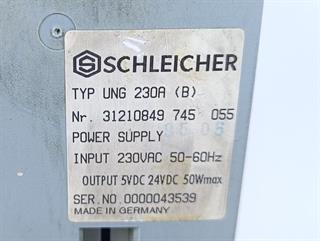 SCHLEICHER
TYP UNG 230A (B)
Nr. 31210849 745 055
POWER SUPPLY
INPUT 230VAC 50-60Hz
OUTPUT 5VDC 24VDC 50Wmax
SER.NO. 0000043539
MADE IN GERMANY